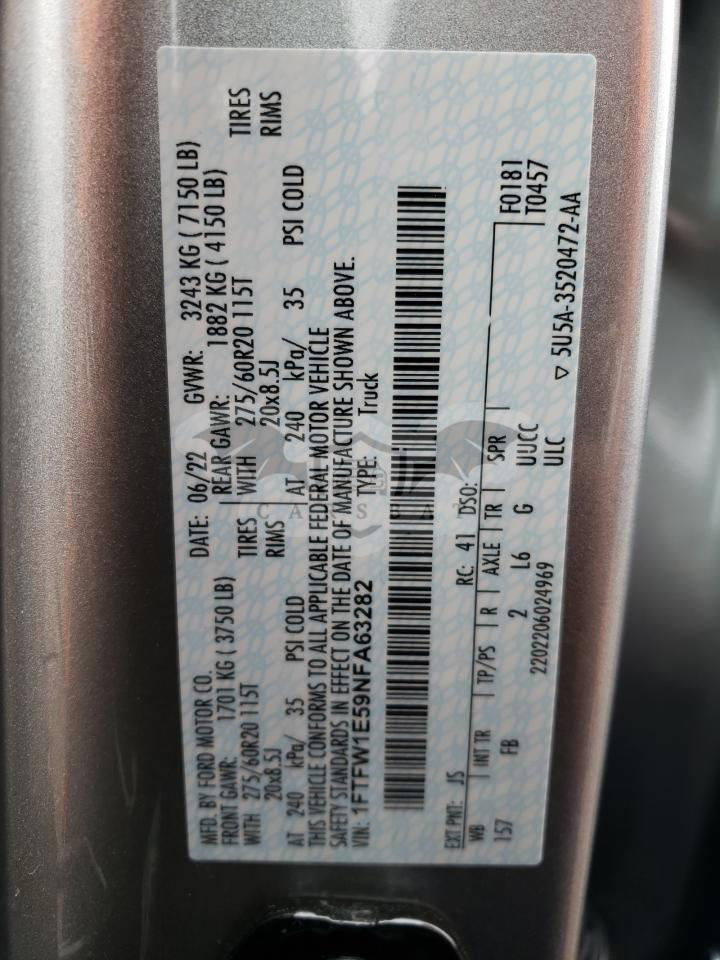 MFD. BY FORD MOTOR CO.
DATE: 06/22
GVWR: 3243 KG ( 7150 LB)
FRONT GAWR: 1701 KG ( 3750 LB)
REAR GAWR: 1882 KG ( 4150 LB)
WITH 275/60R20 115T TIRES
WITH 275/60R20 115T TIRES
20x8.5J RIMS
20x8.5J RIMS
AT 240 kPa/ 35 PSI COLD
AT 240 kPa/ 35 PSI COLD
THIS VEHICLE CONFORMS TO ALL APPLICABLE FEDERAL MOTOR VEHICLE
SAFETY STANDARDS IN EFFECT ON THE DATE OF MANUFACTURE SHOWN ABOVE.
VIN: 1FTFW1E59NFA63282
TYPE: Truck
EXT PNT: JS RC: 41 DSO:
F0181
T0457
WB INT TR TP/PS R AXLE TR SPR
157 FB 2 L6 G UUCC
2202206024969 ULC
▽ 5U5A-3520472-AA
CARSBAT